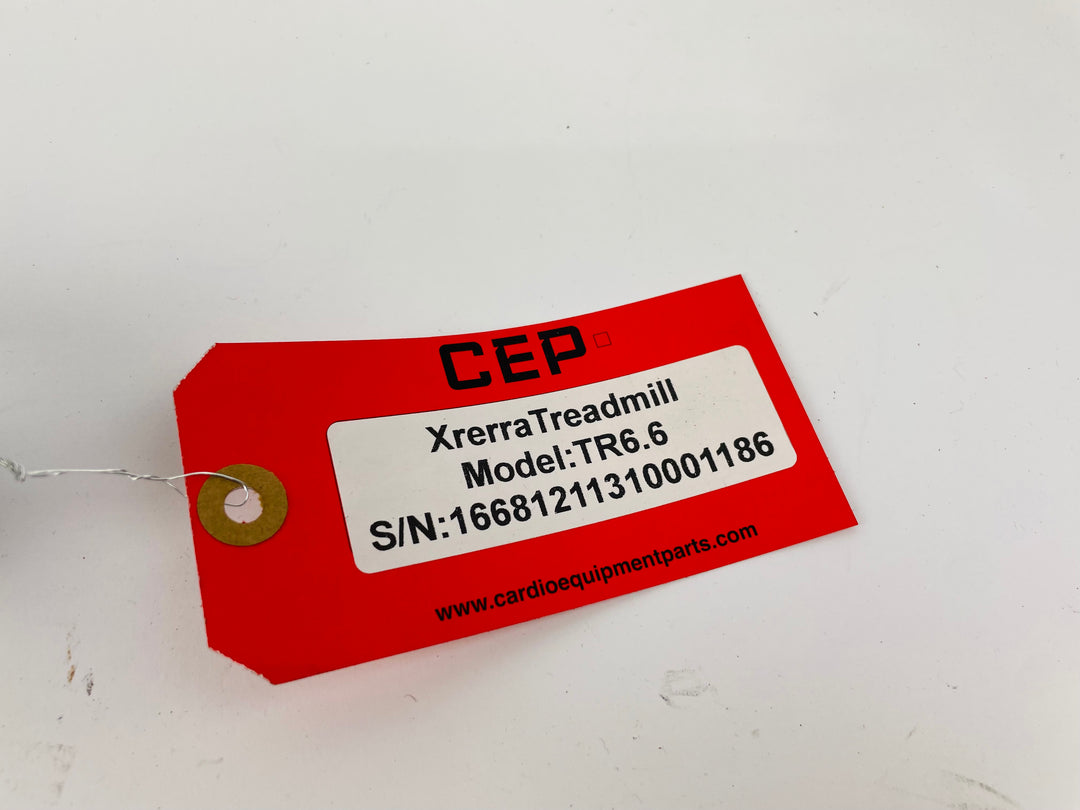 CEP
XrerraTreadmill
Model:TR6.6
S/N:16681211310001186
www.cardioequipmentparts.com